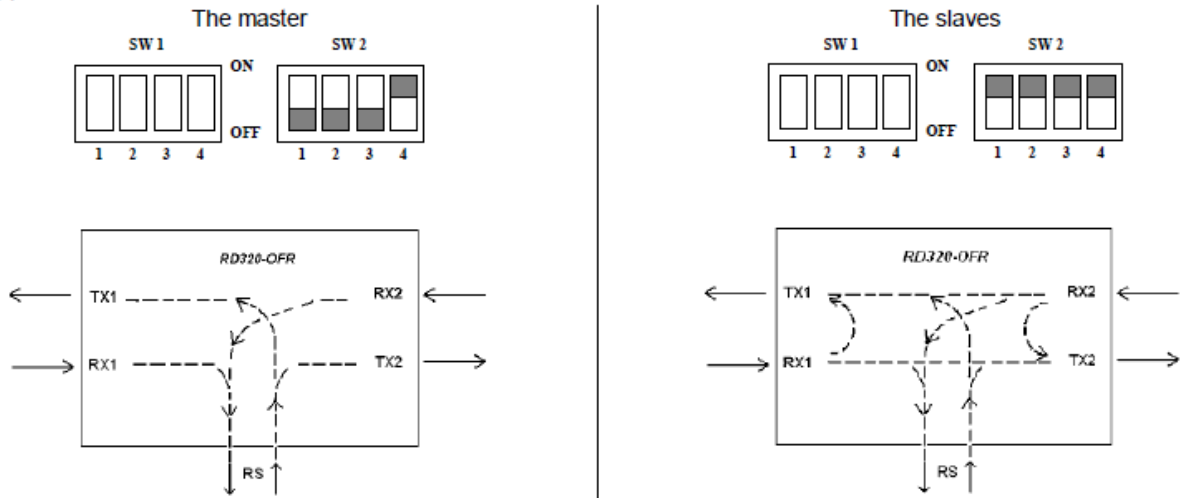 The master
SW 1
SW 2
ON
OFF
1 2 3 4
1 2 3 4
RD320-OFR
TX1
RX2
RX1
TX2
RS
The slaves
SW 1
SW 2
ON
OFF
1 2 3 4
1 2 3 4
RD320-OFR
TX1
RX2
RX1
TX2
RS